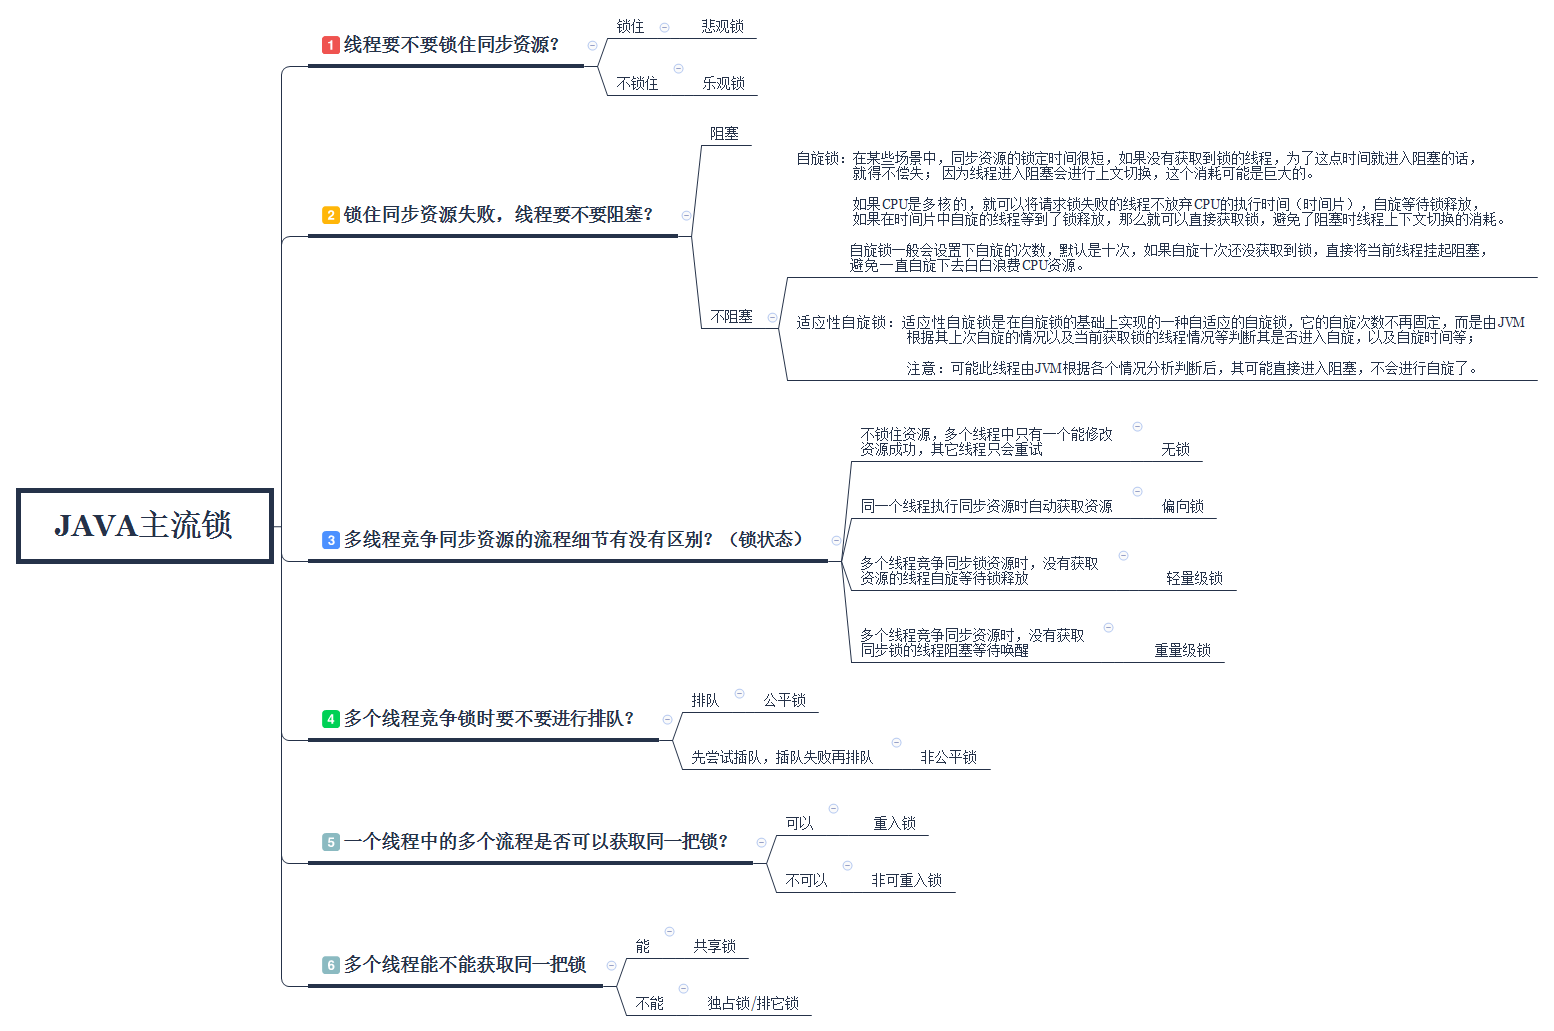 JAVA主流锁
1 线程要不要锁住同步资源？
锁住 悲观锁
不锁住 乐观锁
2 锁住同步资源失败，线程要不要阻塞？
阻塞
不阻塞
自旋锁：在某些场景中，同步资源的锁定时间很短，如果没有获取到锁的线程，为了这点时间就进入阻塞的话，
就得不偿失； 因为线程进入阻塞会进行上文切换，这个消耗可能是巨大的。
如果CPU是多核的，就可以将请求锁失败的线程不放弃CPU的执行时间（时间片），自旋等待锁释放，
如果在时间片中自旋的线程等到了锁释放，那么就可以直接获取锁，避免了阻塞时线程上下文切换的消耗。
自旋锁一般会设置下自旋的次数，默认是十次，如果自旋十次还没获取到锁，直接将当前线程挂起阻塞，
避免一直自旋下去白白浪费CPU资源。
适应性自旋锁：适应性自旋锁是在自旋锁的基础上实现的一种自适应的自旋锁，它的自旋次数不再固定，而是由JVM
根据其上次自旋的情况以及当前获取锁的线程情况等判断其是否进入自旋，以及自旋时间等；
注意：可能此线程由JVM根据各个情况分析判断后，其可能直接进入阻塞，不会进行自旋了。
3 多线程竞争同步资源的流程细节有没有区别？（锁状态）
不锁住资源，多个线程中只有一个能修改
资源成功，其它线程只会重试 无锁
同一个线程执行同步资源时自动获取资源 偏向锁
多个线程竞争同步锁资源时，没有获取
资源的线程自旋等待锁释放 轻量级锁
多个线程竞争同步资源时，没有获取
同步锁的线程阻塞等待唤醒 重量级锁
4 多个线程竞争锁时要不要进行排队？
排队 公平锁
先尝试插队，插队失败再排队 非公平锁
5 一个线程中的多个流程是否可以获取同一把锁？
可以 重入锁
不可以 非可重入锁
6 多个线程能不能获取同一把锁
能 共享锁
不能 独占锁/排它锁